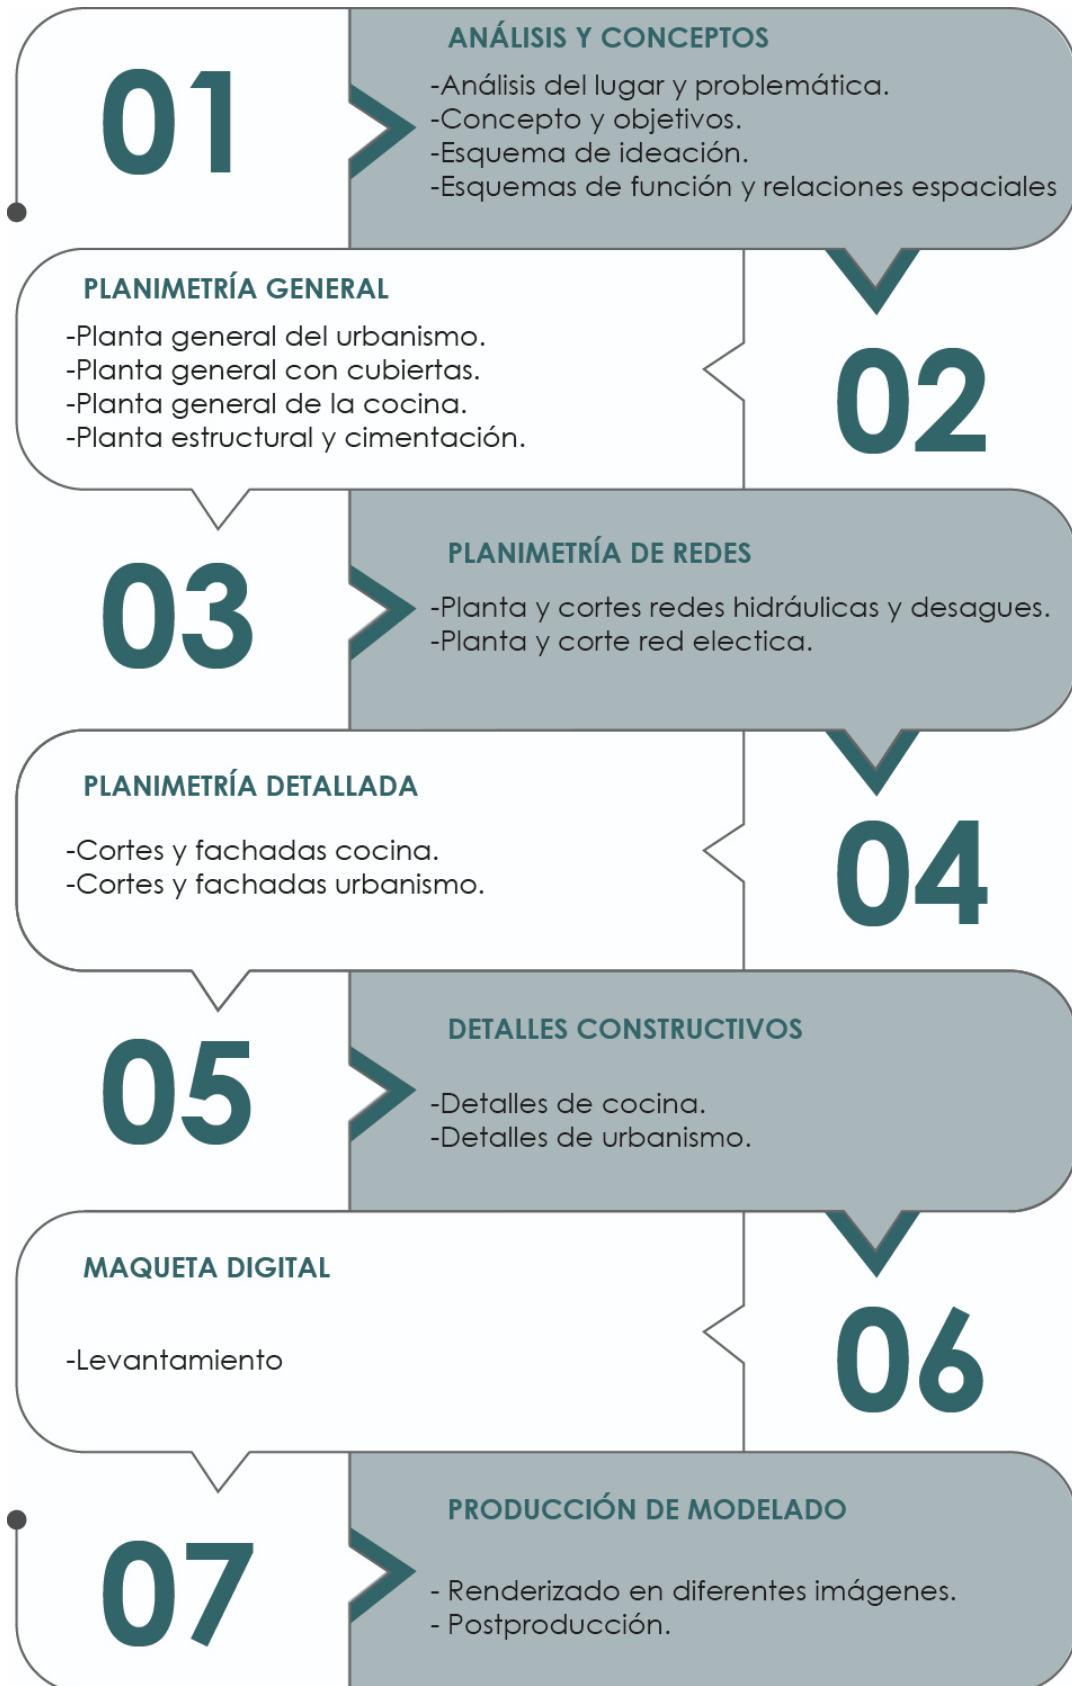 01
ANÁLISIS Y CONCEPTOS
-Análisis del lugar y problemática.
-Concepto y objetivos.
-Esquema de ideación.
-Esquemas de función y relaciones espaciales
02
PLANIMETRÍA GENERAL
-Planta general del urbanismo.
-Planta general con cubiertas.
-Planta general de la cocina.
-Planta estructural y cimentación.
03
PLANIMETRÍA DE REDES
-Planta y cortes redes hidráulicas y desagues.
-Planta y corte red electica.
04
PLANIMETRÍA DETALLADA
-Cortes y fachadas cocina.
-Cortes y fachadas urbanismo.
05
DETALLES CONSTRUCTIVOS
-Detalles de cocina.
-Detalles de urbanismo.
06
MAQUETA DIGITAL
-Levantamiento
07
PRODUCCIÓN DE MODELADO
- Renderizado en diferentes imágenes.
- Postproducción.